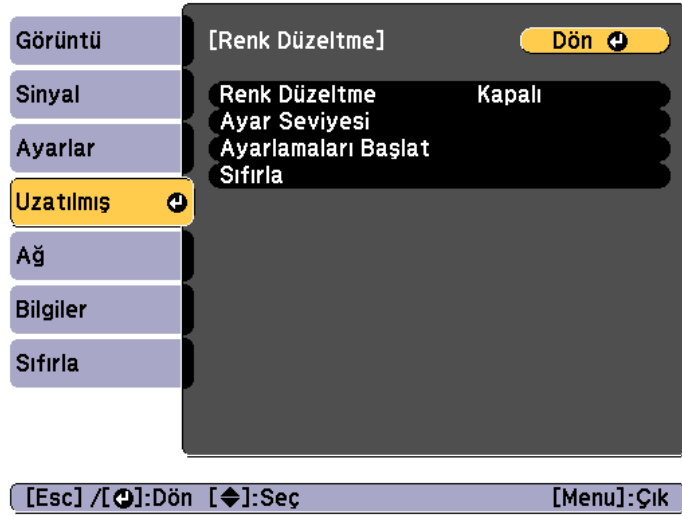 Görüntü
Sinyal
Ayarlar
Uzatılmış
Ağ
Bilgiler
Sıfırla
[Renk Düzeltme] Dön
Renk Düzeltme Kapalı
Ayar Seviyesi
Ayarlamaları Başlat
Sıfırla
[Esc] /[⏎]:Dön [◆]:Seç [Menu]:Çık